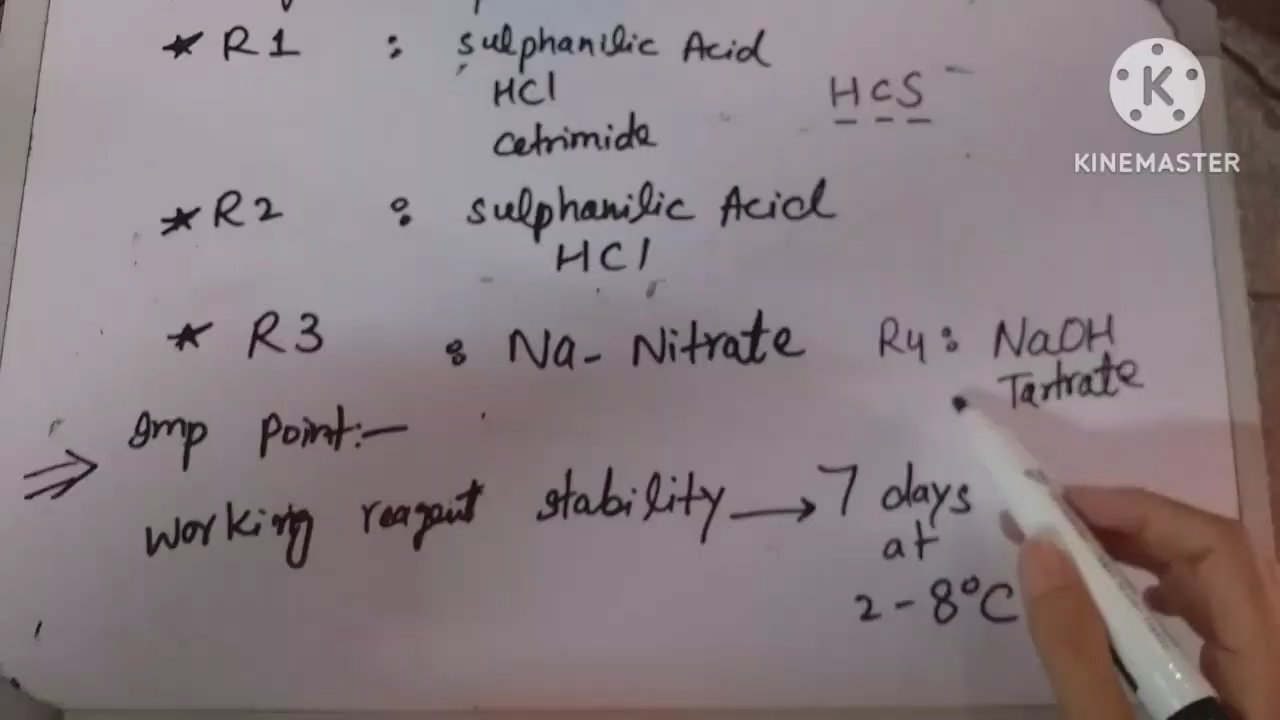 ★ R1 : sulphanilic Acid
HCl
cetrimide
HCS
K
KINEMASTER
★ R2 : sulphanilic Acid
HCl
★ R3 : Na- Nitrate
R4: NaOH
Tartrate
⇒ Imp point:-
working reagent stability → 7 days
at
2-8°C